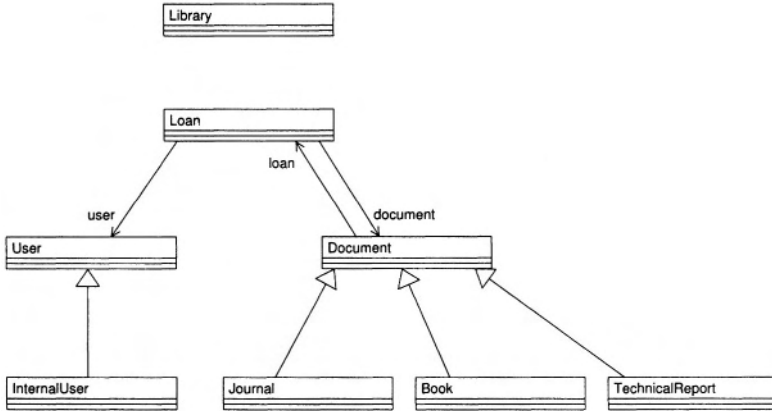 Library
Loan
loan
user
document
User
Document
InternalUser
Journal
Book
TechnicalReport